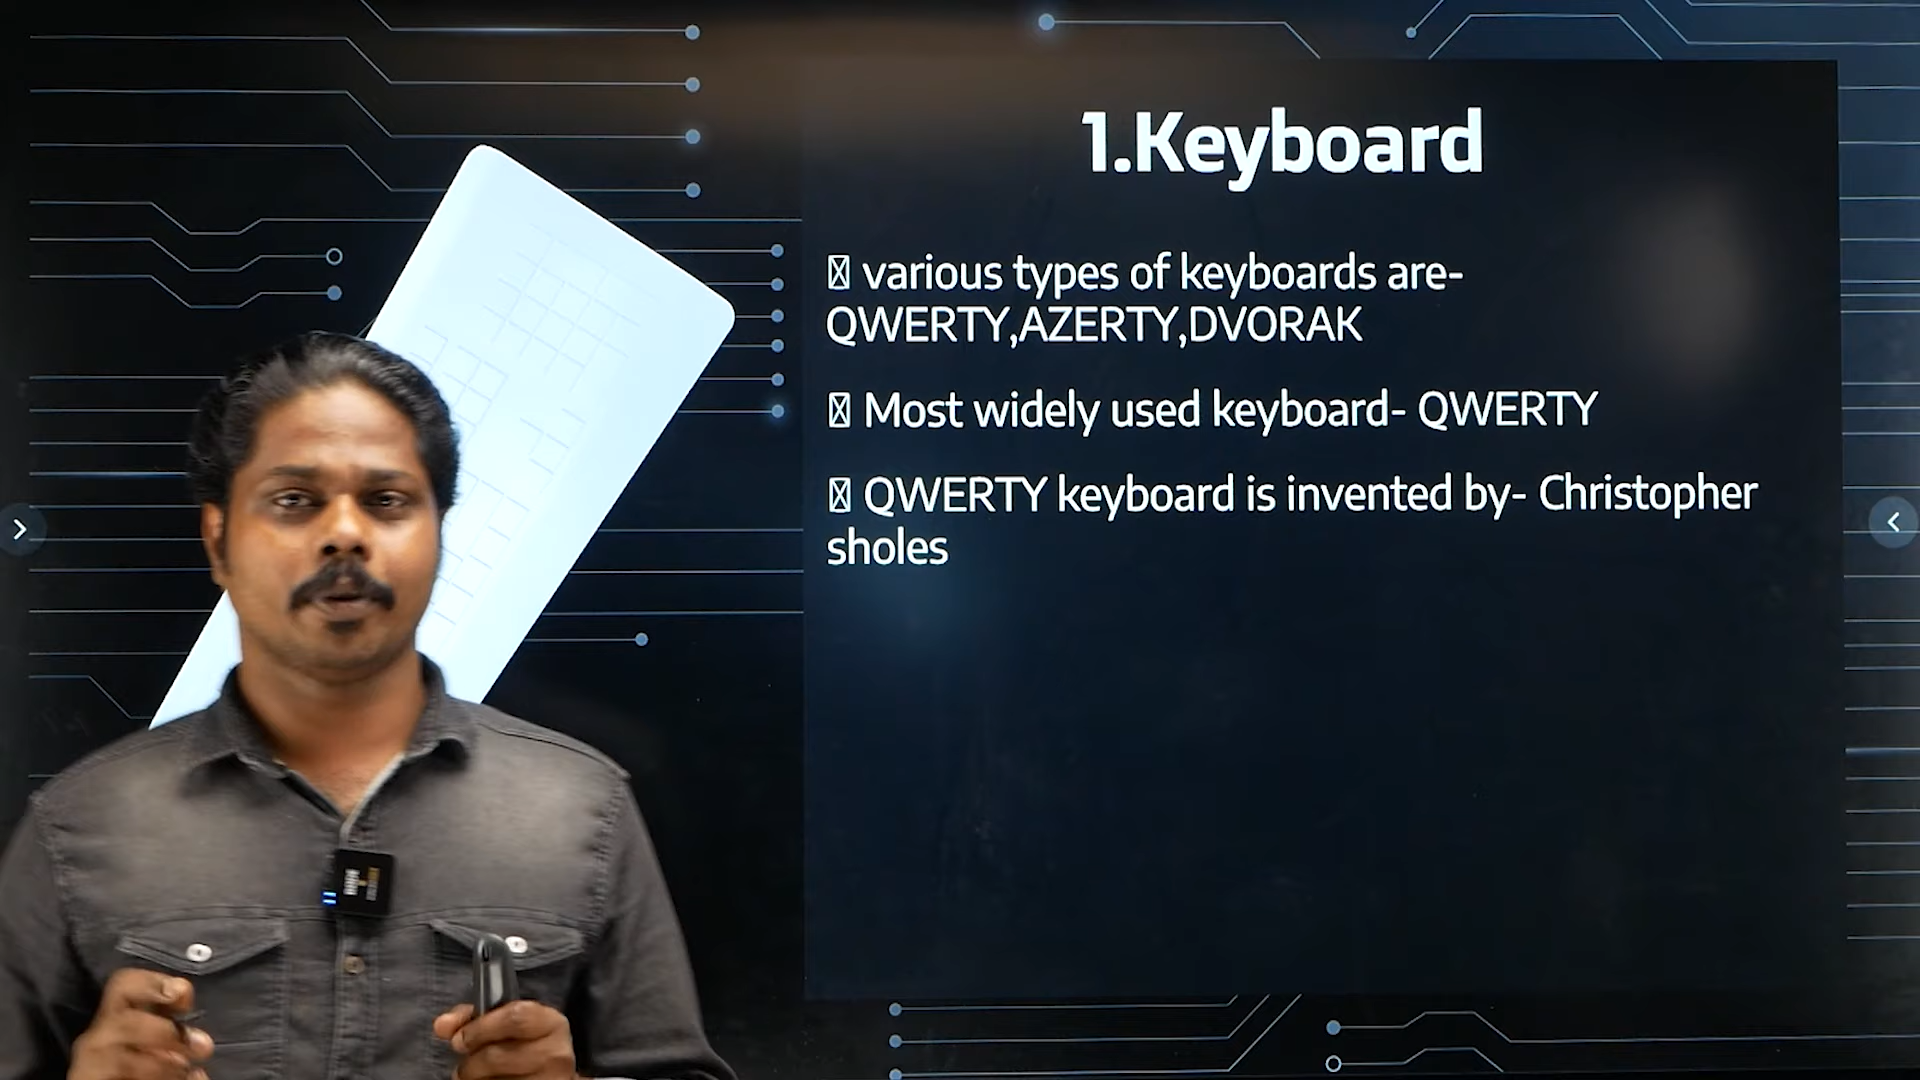 1.Keyboard
various types of keyboards are-
QWERTY,AZERTY,DVORAK
Most widely used keyboard- QWERTY
QWERTY keyboard is invented by- Christopher
sholes